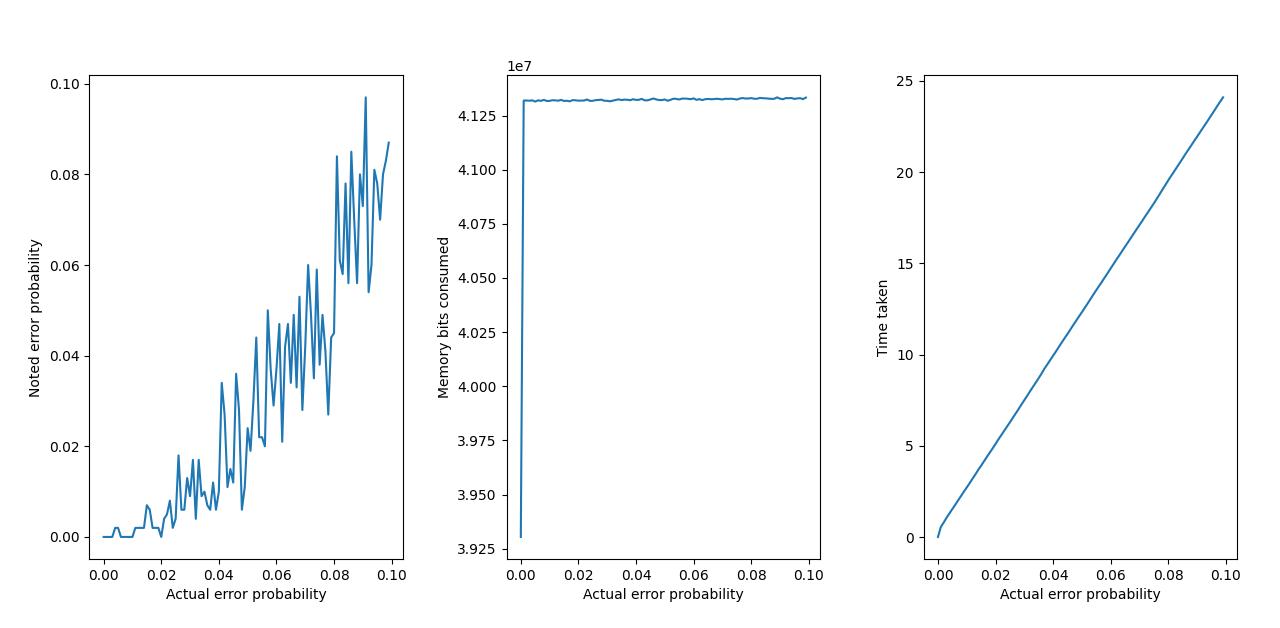 0.10
0.08
0.06
0.04
0.02
0.00
Noted error probability
0.00 0.02 0.04 0.06 0.08 0.10
Actual error probability
1e7
4.125
4.100
4.075
4.050
4.025
4.000
3.975
3.950
3.925
Memory bits consumed
0.00 0.02 0.04 0.06 0.08 0.10
Actual error probability
25
20
15
10
5
0
Time taken
0.00 0.02 0.04 0.06 0.08 0.10
Actual error probability